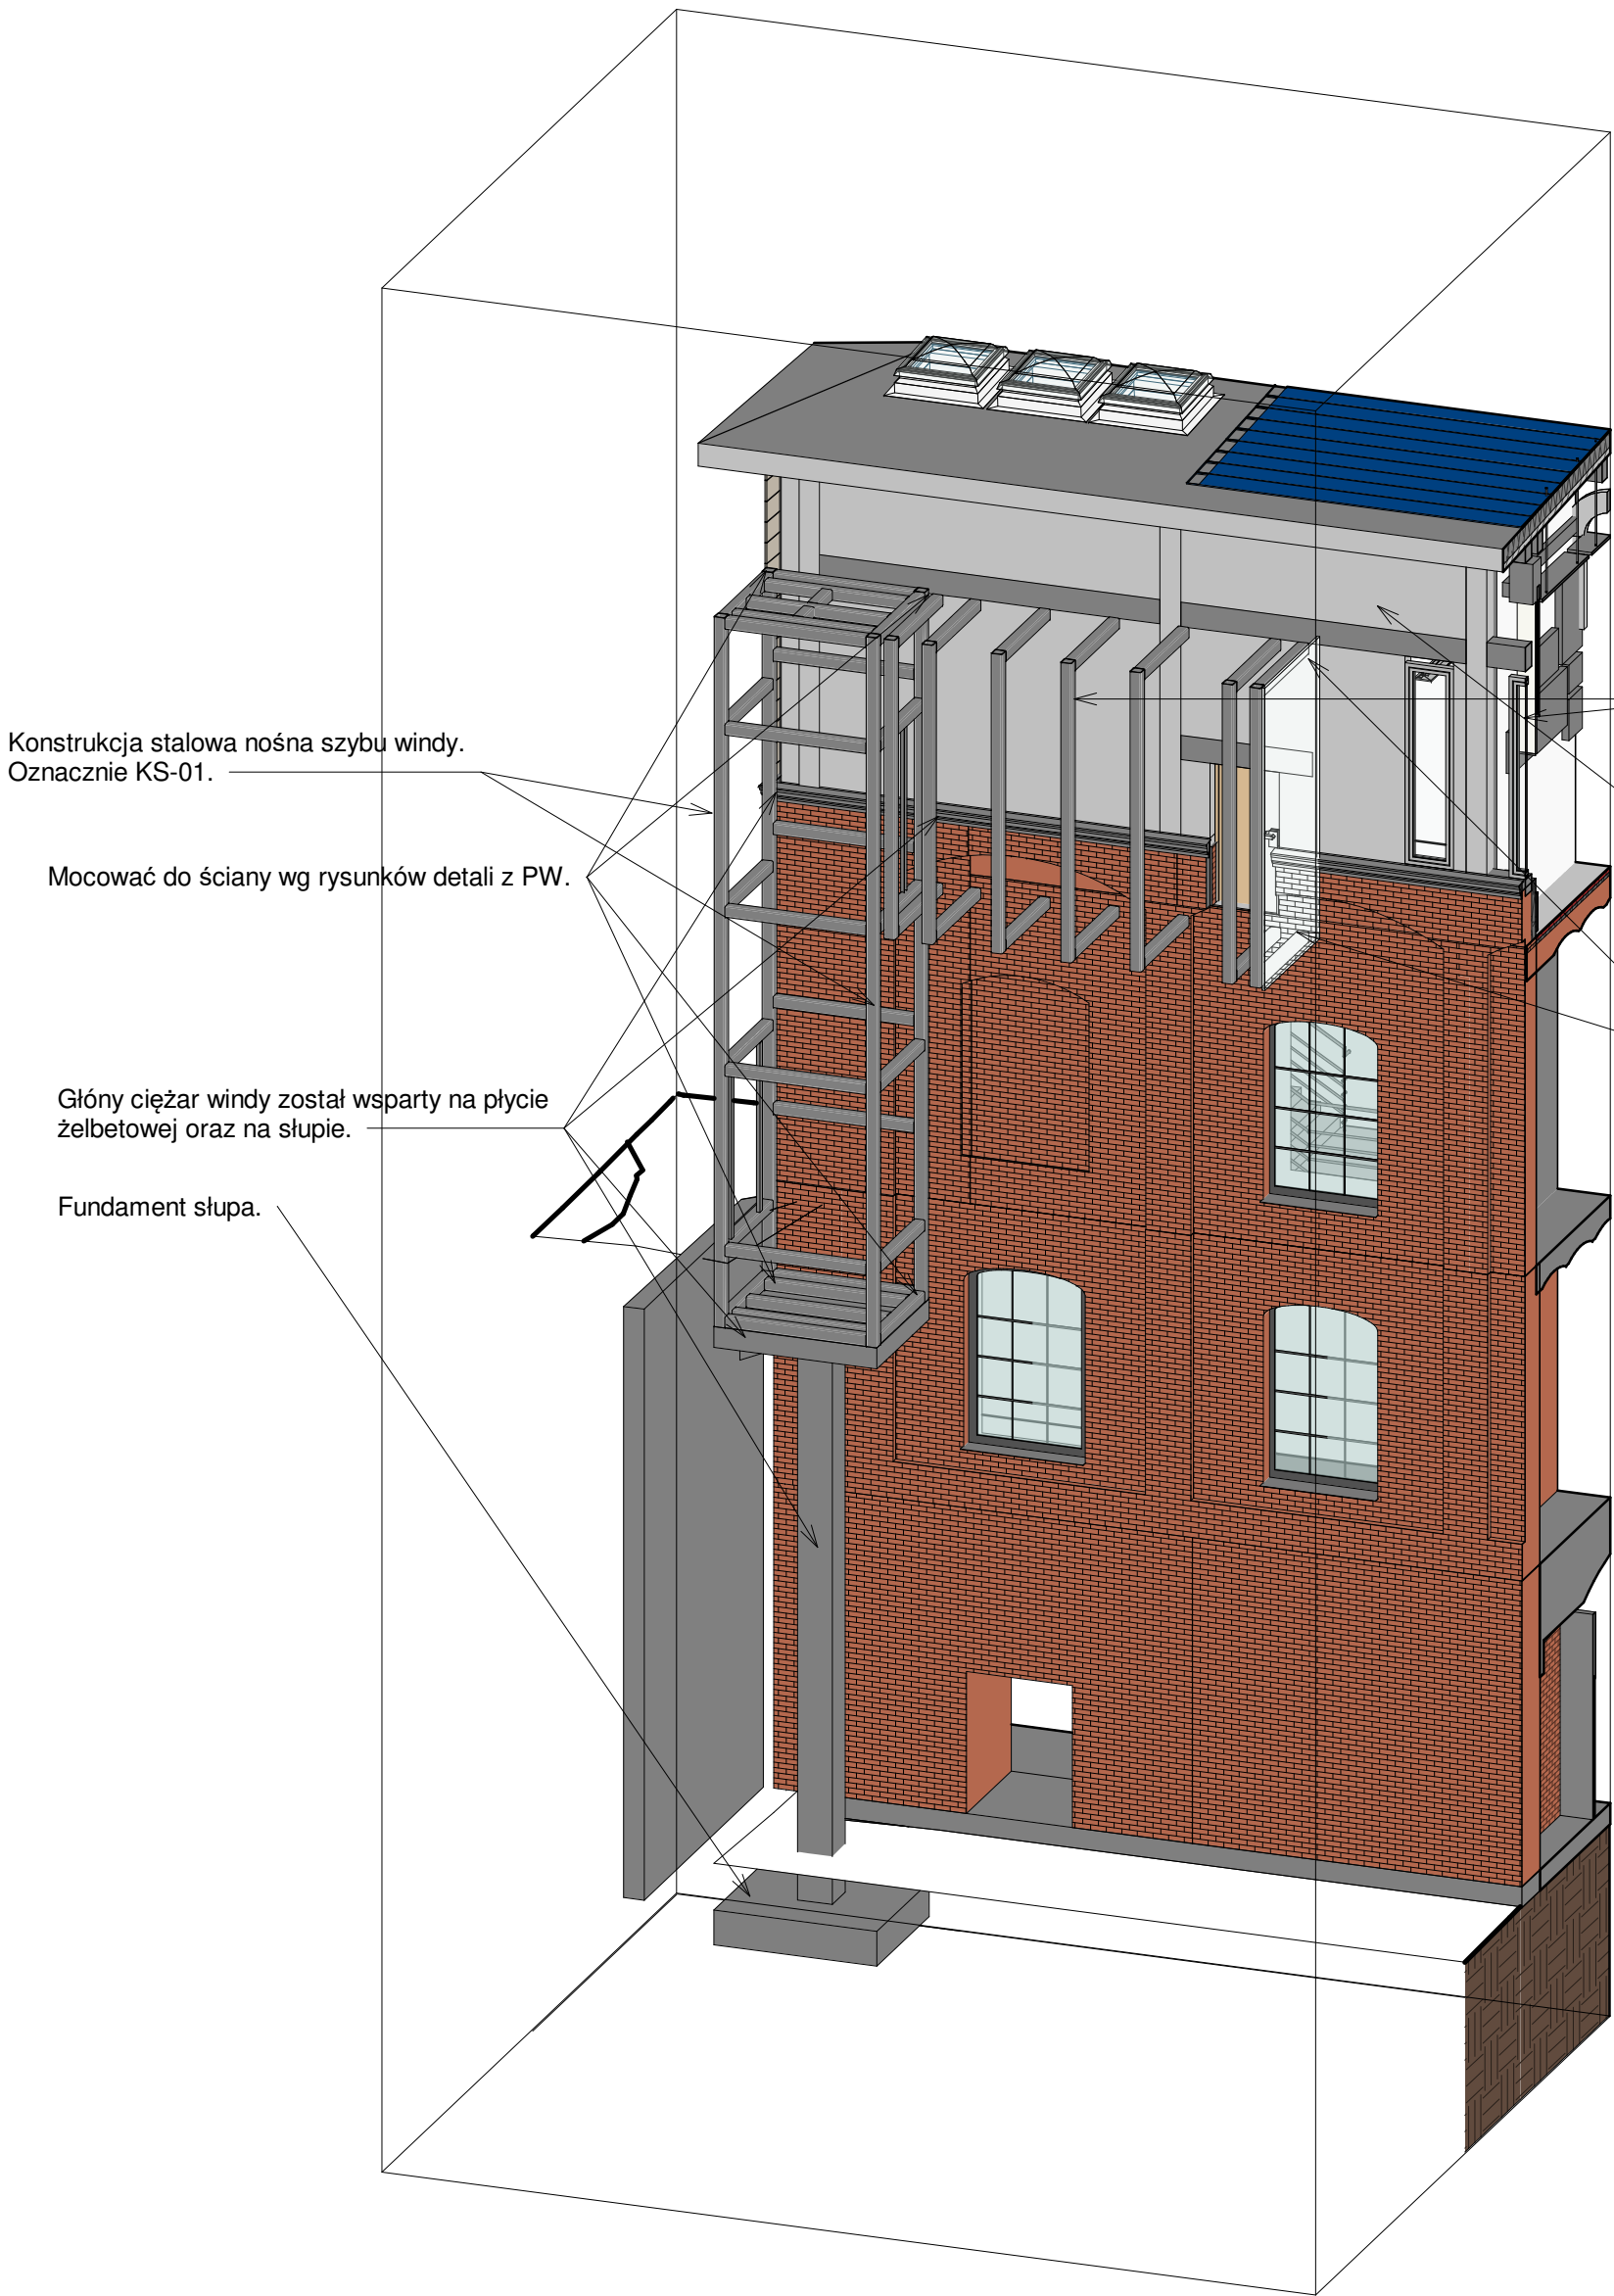 Konstrukcja stalowa nośna szybu windy.
Oznacznie KS-01.
Mocować do ściany wg rysunków detali z PW.
Głóny ciężar windy został wsparty na płycie
żelbetowej oraz na słupie.
Fundament słupa.